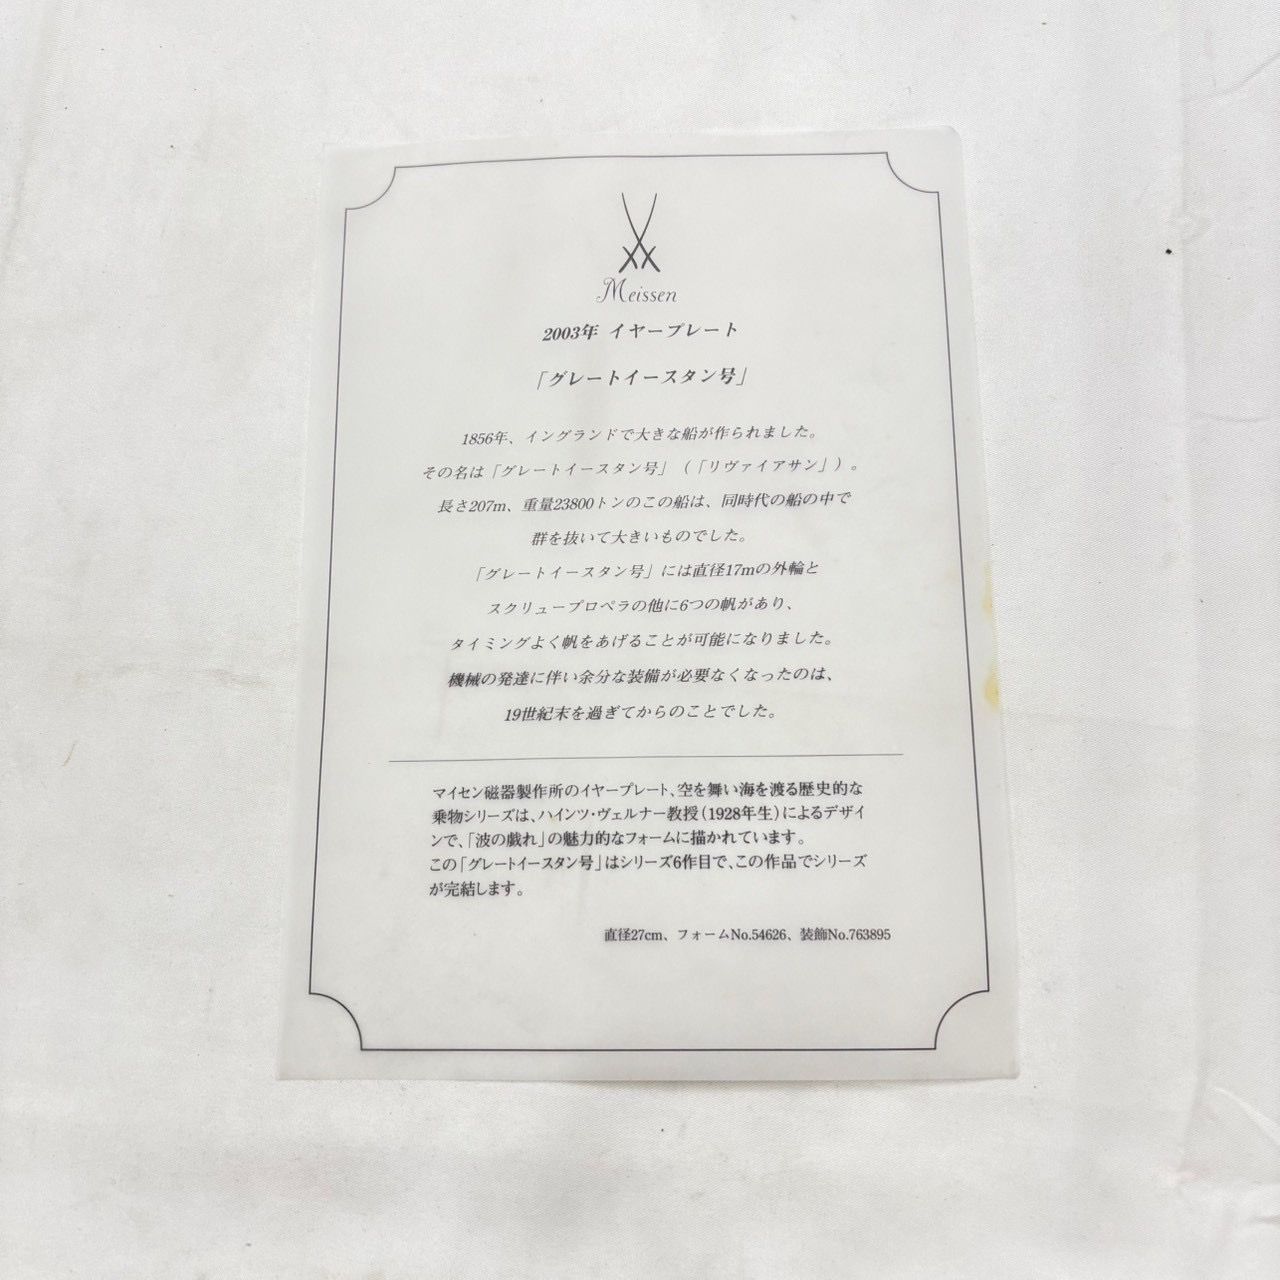 Meissen
2003年 イヤープレート
「グレートイースタン号」
1856年、イングランドで大きな船が作られました。
その名は「グレートイースタン号」（「リヴァイアサン」）。
長さ207m、重量23800トンのこの船は、同時代の船の中で
群を抜いて大きいものでした。
「グレートイースタン号」には直径17mの外輪と
スクリュープロペラの他に6つの帆があり、
タイミングよく帆をあげることが可能になりました。
機械の発達に伴い余分な装備が必要なくなったのは、
19世紀末を過ぎてからのことでした。
マイセン磁器製作所のイヤープレート、空を舞い海を渡る歴史的な
乗物シリーズは、ハインツ・ヴェルナー教授（1928年生）によるデザイ
ンで、「波の戯れ」の魅力的なフォームに描かれています。
この「グレートイースタン号」はシリーズ6作目で、この作品でシリーズ
が完結します。
直径27cm、フォームNo.54626、装飾No.763895